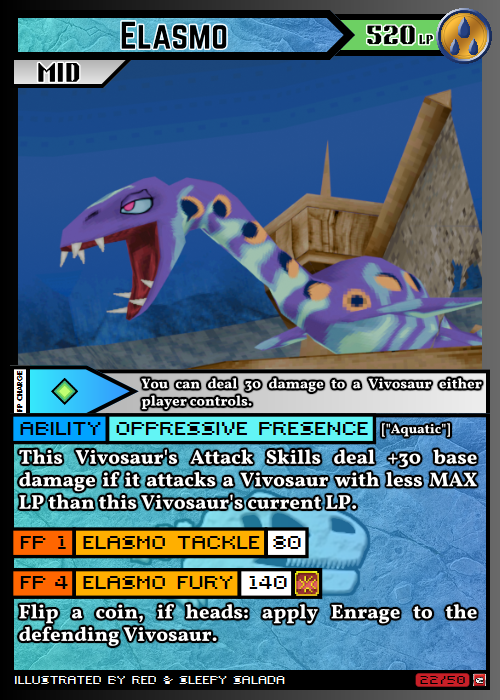 ELASMO
520 LP
MID
FP CHARGE
You can deal 30 damage to a Vivosaur either
player controls.
ABILITY OPPRESSIVE PRESENCE ["Aquatic"]
This Vivosaur's Attack Skills deal +30 base
damage if it attacks a Vivosaur with less MAX
LP than this Vivosaur's current LP.
FP 1 ELASMO TACKLE 80
FP 4 ELASMO FURY 140
Flip a coin, if heads: apply Enrage to the
defending Vivosaur.
ILLUSTRATED BY RED & SLEEPY SALADA
22/50 C